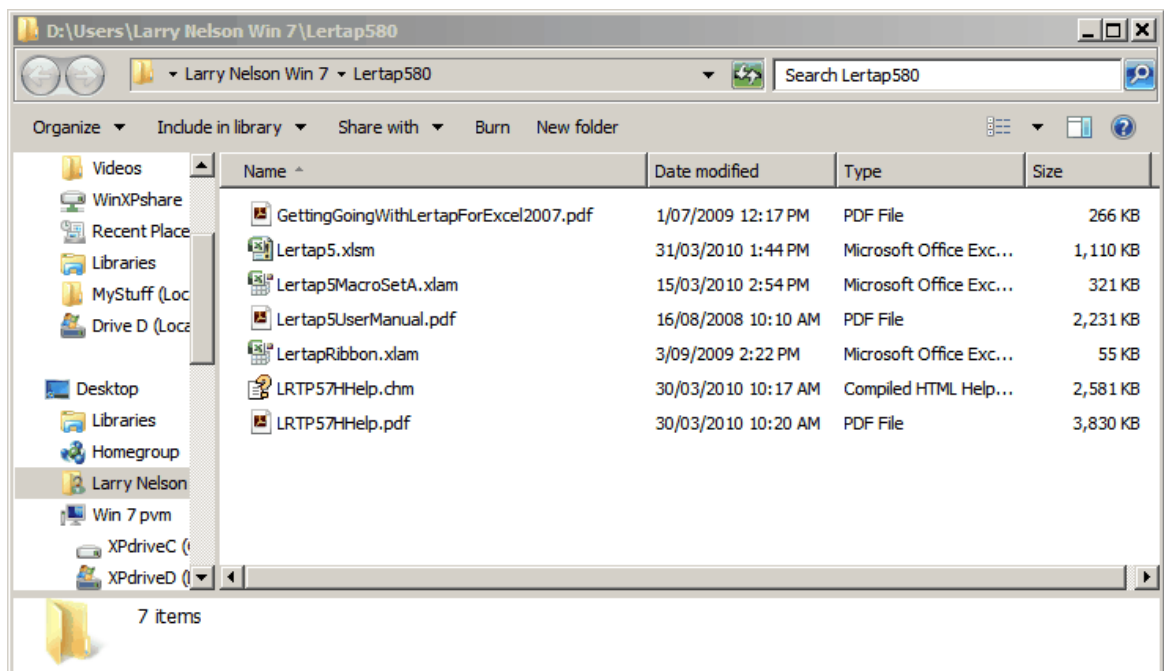 D:\Users\Larry Nelson Win 7\Lertap580
Larry Nelson Win 7 Lertap580 Search Lertap580
Organize Include in library Share with Burn New folder
Name Date modified Type Size
Videos
WinXPshare
Recent Place
Libraries
MyStuff (Loc
Drive D (Loca
Desktop
Libraries
Homegroup
Larry Nelson
Win 7 pvm
XPdriveC (
XPdriveD (
GettingGoingWithLertapForExcel2007.pdf 1/07/2009 12:17 PM PDF File 266 KB
Lertap5.xlsm 31/03/2010 1:44 PM Microsoft Office Exc... 1,110 KB
Lertap5MacroSetA.xlam 15/03/2010 2:54 PM Microsoft Office Exc... 321 KB
Lertap5UserManual.pdf 16/08/2008 10:10 AM PDF File 2,231 KB
LertapRibbon.xlam 3/09/2009 2:22 PM Microsoft Office Exc... 55 KB
LRTP57HHelp.chm 30/03/2010 10:17 AM Compiled HTML Help... 2,581 KB
LRTP57HHelp.pdf 30/03/2010 10:20 AM PDF File 3,830 KB
7 items